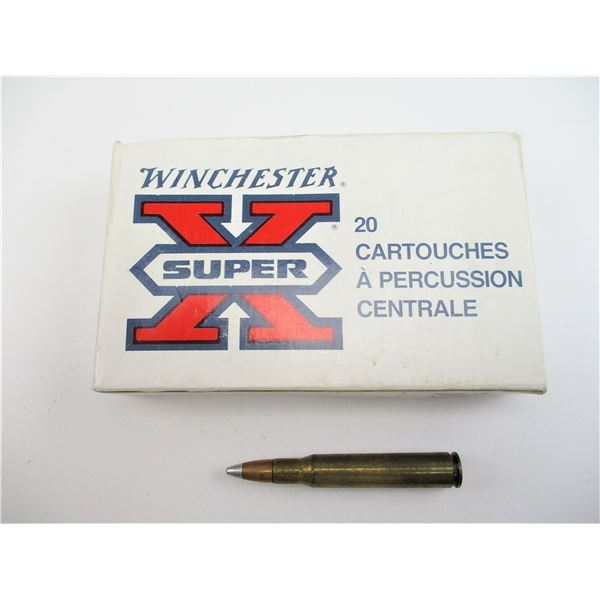 WINCHESTER®
X®
SUPER
20
CARTOUCHES
À PERCUSSION
CENTRALE